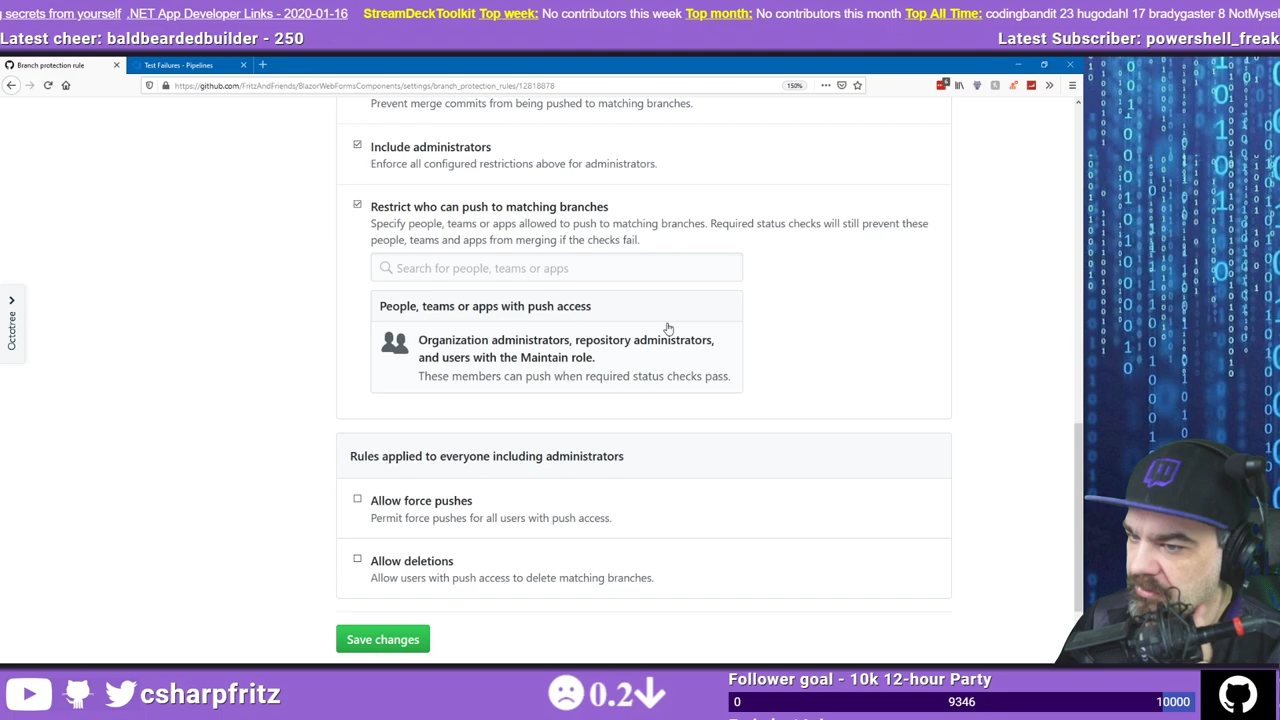 g secrets from yourself .NET App Developer Links - 2020-01-16 StreamDeckToolkit Top week: No contributors this week Top month: No contributors this month Top All Time: codingbandit 23 hugodahl 17 bradygaster 8 NotMysel
Latest cheer: baldbeardedbuilder - 250
Latest Subscriber: powershell_freak
Branch protection rule
Test Failures - Pipelines
https://github.com/FritzAndFriends/BlazorWebFormsComponents/settings/branch_protection_rules/12818878
150%
Prevent merge commits from being pushed to matching branches.
Include administrators
Enforce all configured restrictions above for administrators.
Restrict who can push to matching branches
Specify people, teams or apps allowed to push to matching branches. Required status checks will still prevent these
people, teams and apps from merging if the checks fail.
Search for people, teams or apps
People, teams or apps with push access
Organization administrators, repository administrators,
and users with the Maintain role.
These members can push when required status checks pass.
Octotree
Rules applied to everyone including administrators
Allow force pushes
Permit force pushes for all users with push access.
Allow deletions
Allow users with push access to delete matching branches.
Save changes
csharpfritz
0.2
Follower goal - 10k 12-hour Party
0 9346 10000